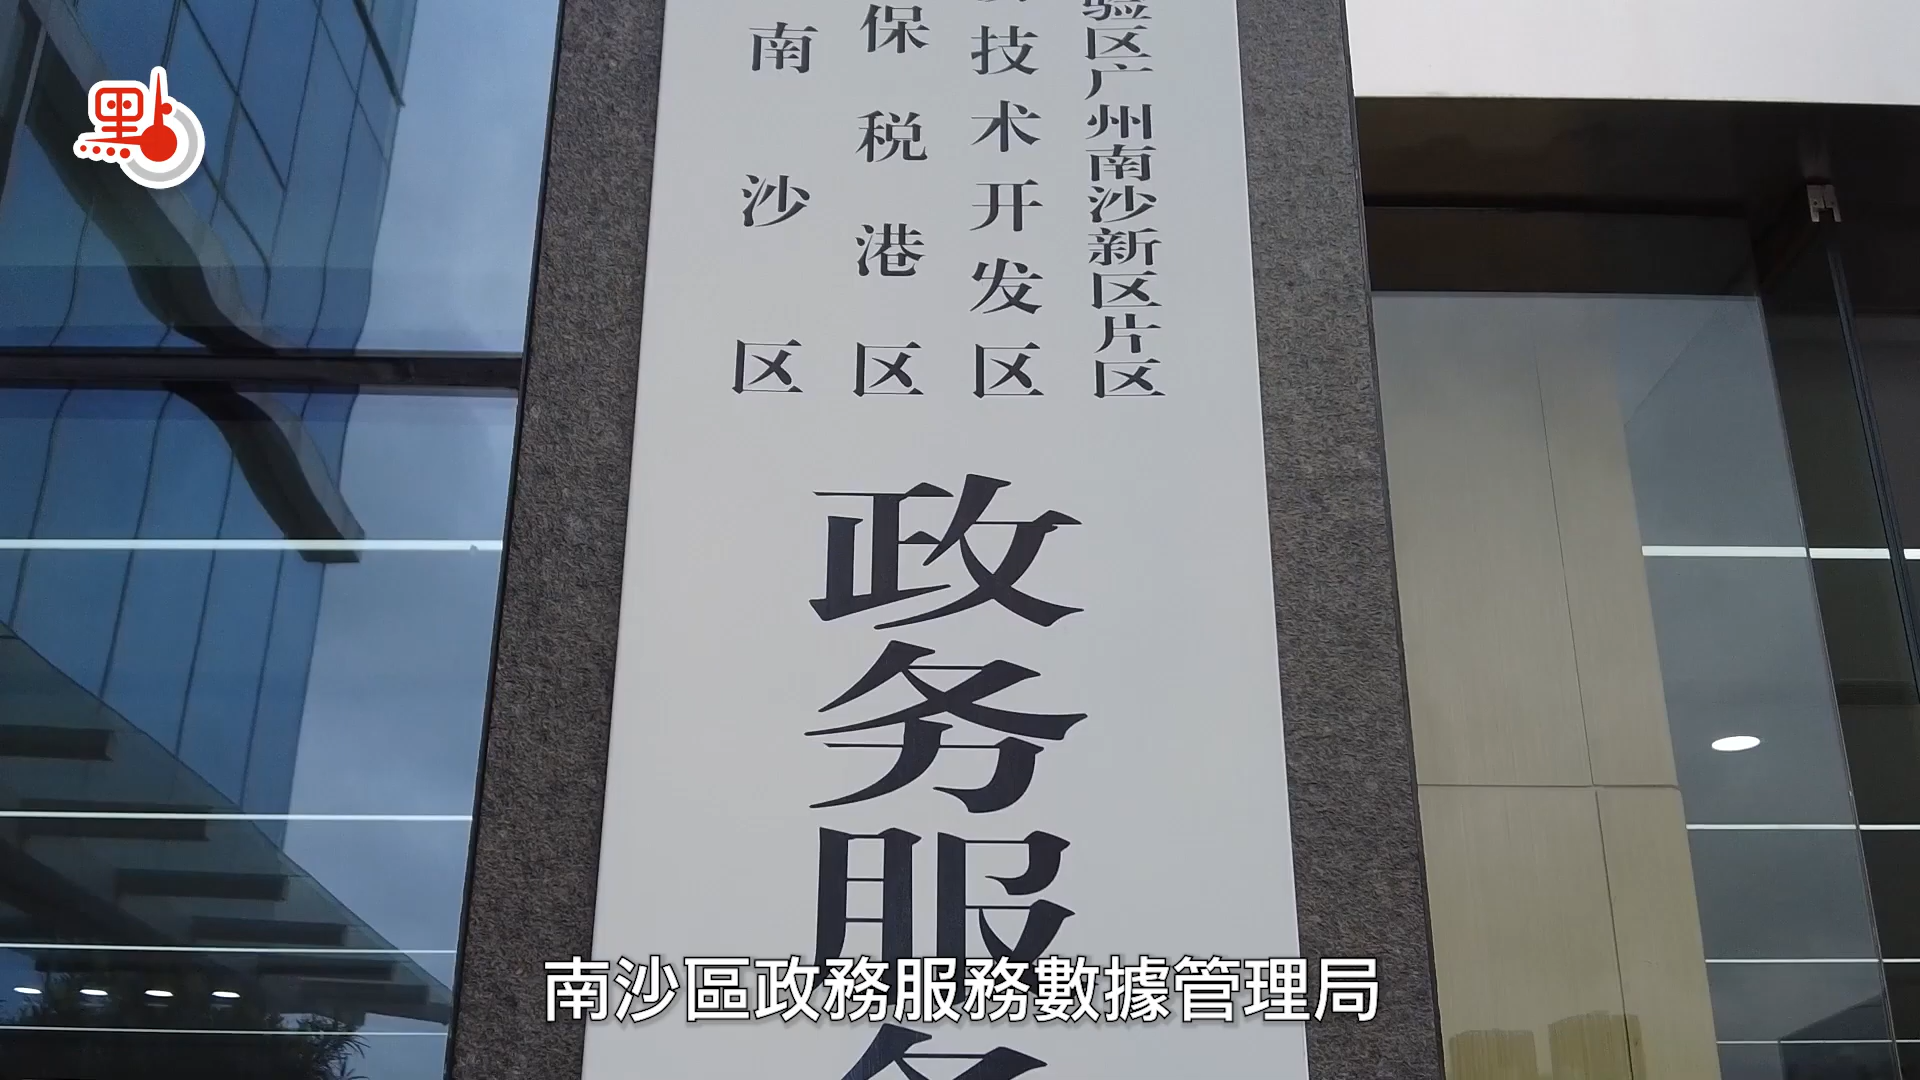 點
验区广州南沙新区片区
技术开发区
保税港区
南沙区
政务服
南沙區政務服務數據管理局